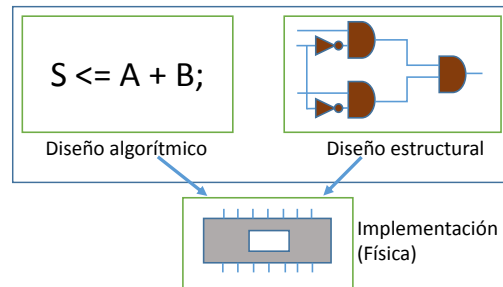 S <= A + B;
Diseño algorítmico
Diseño estructural
Implementación
(Física)